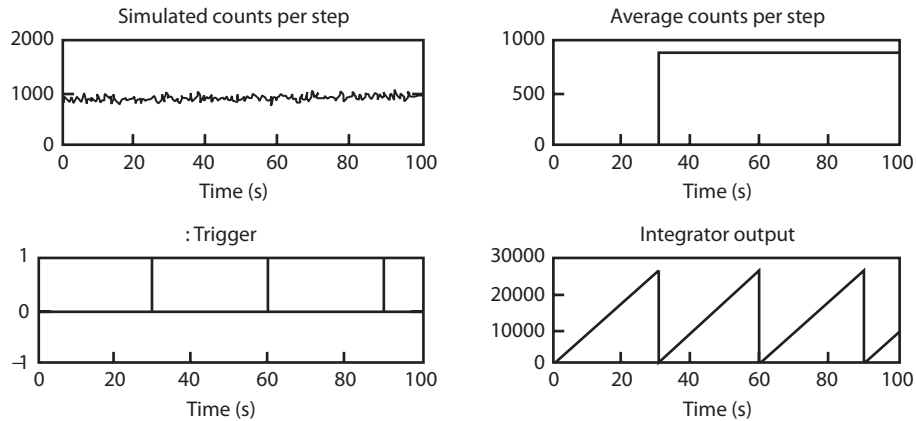 Simulated counts per step
2000
1000
0
0 20 40 60 80 100
Time (s)
Average counts per step
1000
500
0
0 20 40 60 80 100
Time (s)
: Trigger
1
0
–1
0 20 40 60 80 100
Time (s)
Integrator output
30000
20000
10000
0
0 20 40 60 80 100
Time (s)